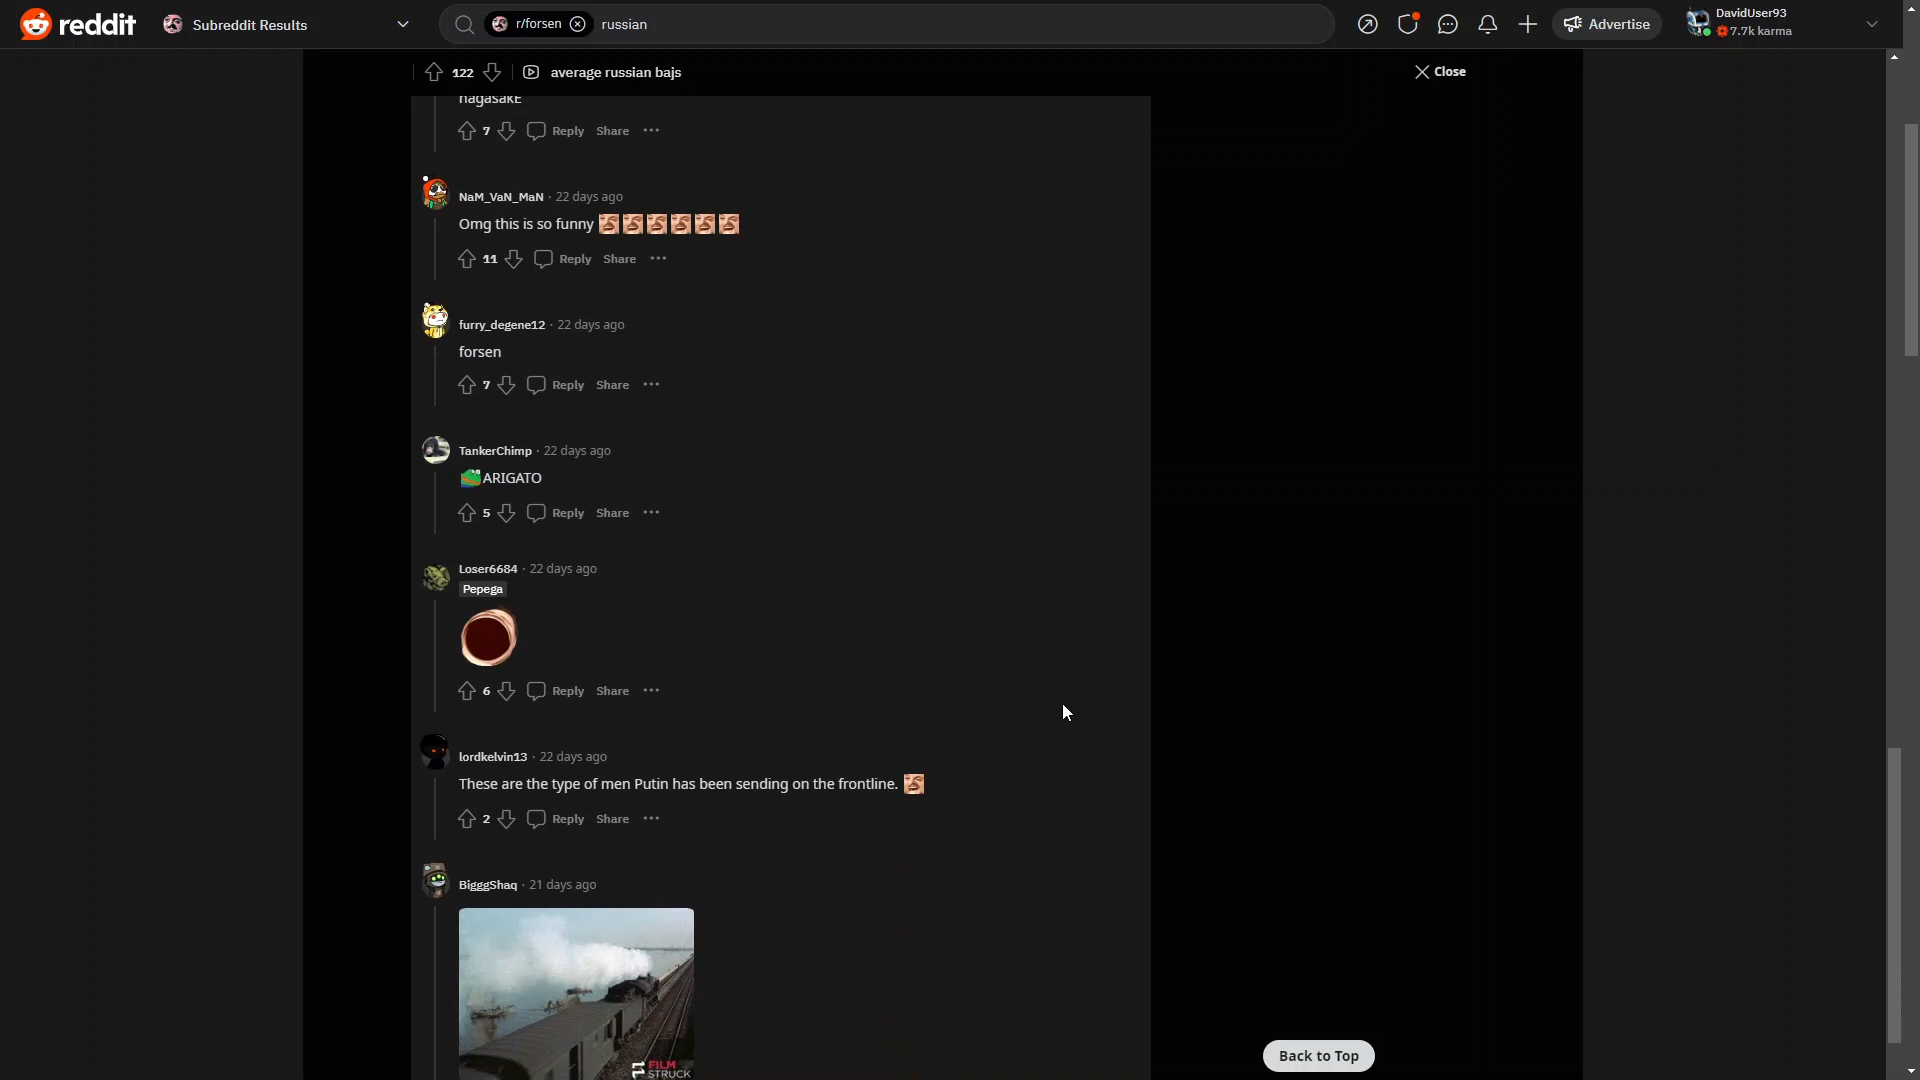 reddit
Subreddit Results
r/forsen
russian
Advertise
DavidUser93
7.7k karma
122
average russian bajs
Close
nagasakE
7
Reply
Share
NaM_VaN_MaN · 22 days ago
Omg this is so funny
11
Reply
Share
furry_degene12 · 22 days ago
forsen
7
Reply
Share
TankerChimp · 22 days ago
ARIGATO
5
Reply
Share
Loser6684 · 22 days ago
Pepega
6
Reply
Share
lordkelvin13 · 22 days ago
These are the type of men Putin has been sending on the frontline.
2
Reply
Share
BigggShaq · 21 days ago
FILM
STRUCK
Back to Top